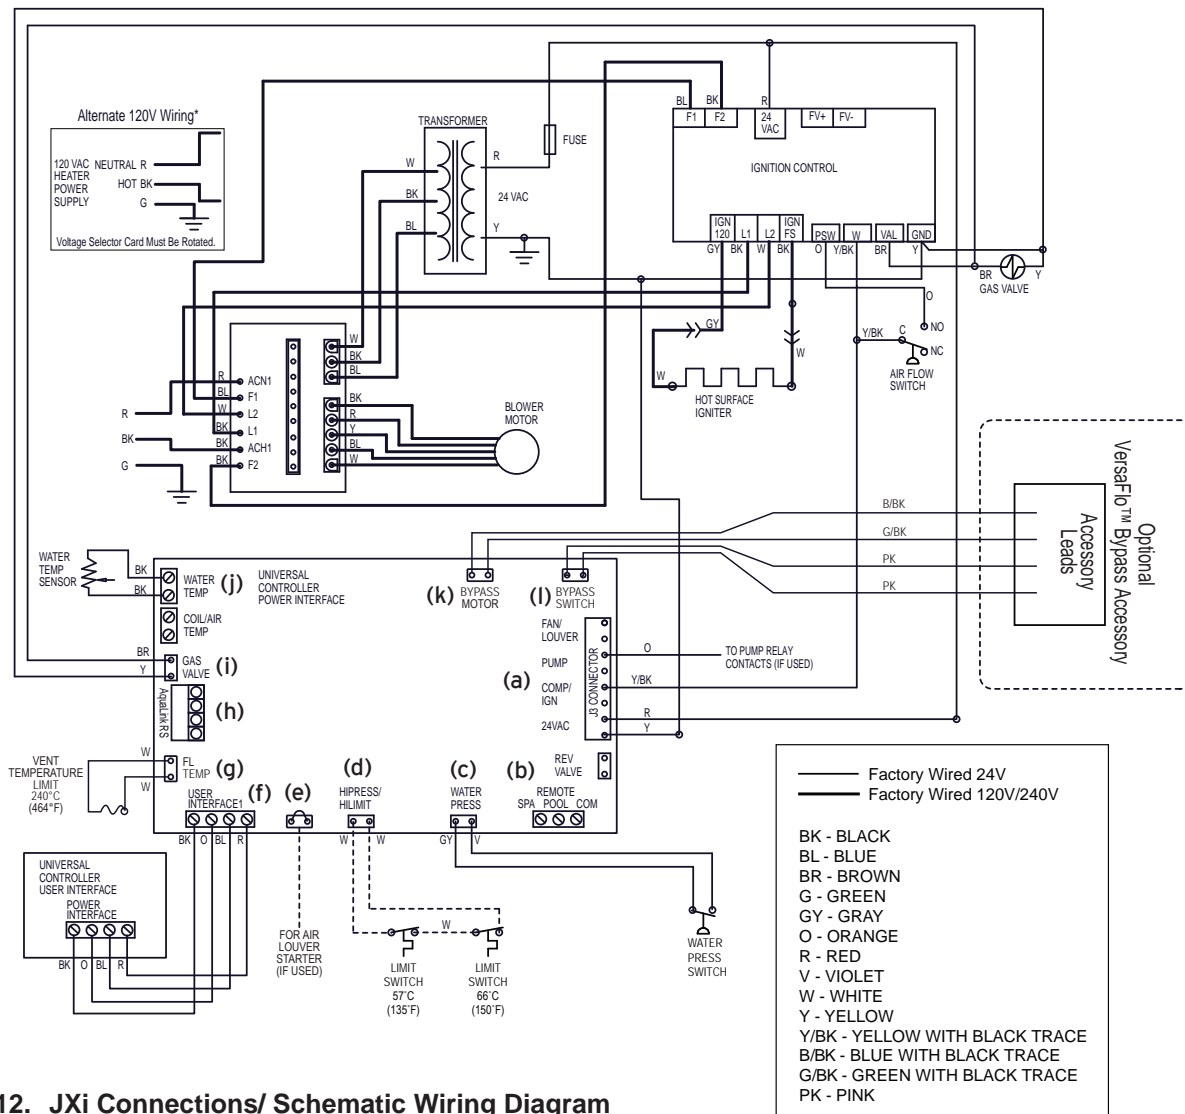 Alternate 120V Wiring*
120 VAC NEUTRAL R
HEATER
POWER
SUPPLY
HOT BK
G
Voltage Selector Card Must Be Rotated.
TRANSFORMER
W
BK
BL
R
24 VAC
Y
FUSE
BL
BK
R
F1
F2
24
VAC
FV+
FV-
IGNITION CONTROL
IGN
120
L1
L2
IGN
FS
PSW
W
VAL
GND
GY
BK
W
BK
O
Y/BK
BR
Y
BR
Y
GAS VALVE
O
NO
Y/BK
C
NC
AIR FLOW
SWITCH
GY
W
W
HOT SURFACE
IGNITER
R
BK
G
R
ACN1
BL
F1
W
L2
BK
L1
BK
ACH1
BK
F2
W
BK
BL
BK
R
Y
BL
W
BLOWER
MOTOR
B/BK
G/BK
PK
PK
Accessory
Leads
Optional
VersaFlo™ Bypass Accessory
WATER
TEMP
SENSOR
BK
BK
WATER
TEMP
(j)
UNIVERSAL
CONTROLLER
POWER INTERFACE
COIL/AIR
TEMP
BR
Y
GAS
VALVE
(i)
AquaLink RS
(h)
VENT
TEMPERATURE
LIMIT
240°C
(464°F)
W
W
FL
TEMP
(g)
(k)
BYPASS
MOTOR
(l)
BYPASS
SWITCH
FAN/
LOUVER
PUMP
(a)
COMP/
IGN
24VAC
J3 CONNECTOR
O
TO PUMP RELAY
CONTACTS (IF USED)
Y/BK
R
Y
REV
VALVE
USER
INTERFACE1
(f)
(e)
(d)
HIPRESS/
HILIMIT
(c)
WATER
PRESS
(b)
REMOTE
SPA POOL COM
BK O BL R
W W
GY V
UNIVERSAL
CONTROLLER
USER INTERFACE
POWER
INTERFACE
BK O BL R
FOR AIR
LOUVER
STARTER
(IF USED)
W
LIMIT
SWITCH
57˚C
(135˚F)
LIMIT
SWITCH
66˚C
(150˚F)
WATER
PRESS
SWITCH
Factory Wired 24V
Factory Wired 120V/240V
BK - BLACK
BL - BLUE
BR - BROWN
G - GREEN
GY - GRAY
O - ORANGE
R - RED
V - VIOLET
W - WHITE
Y - YELLOW
Y/BK - YELLOW WITH BLACK TRACE
B/BK - BLUE WITH BLACK TRACE
G/BK - GREEN WITH BLACK TRACE
PK - PINK
12. JXi Connections/ Schematic Wiring Diagram